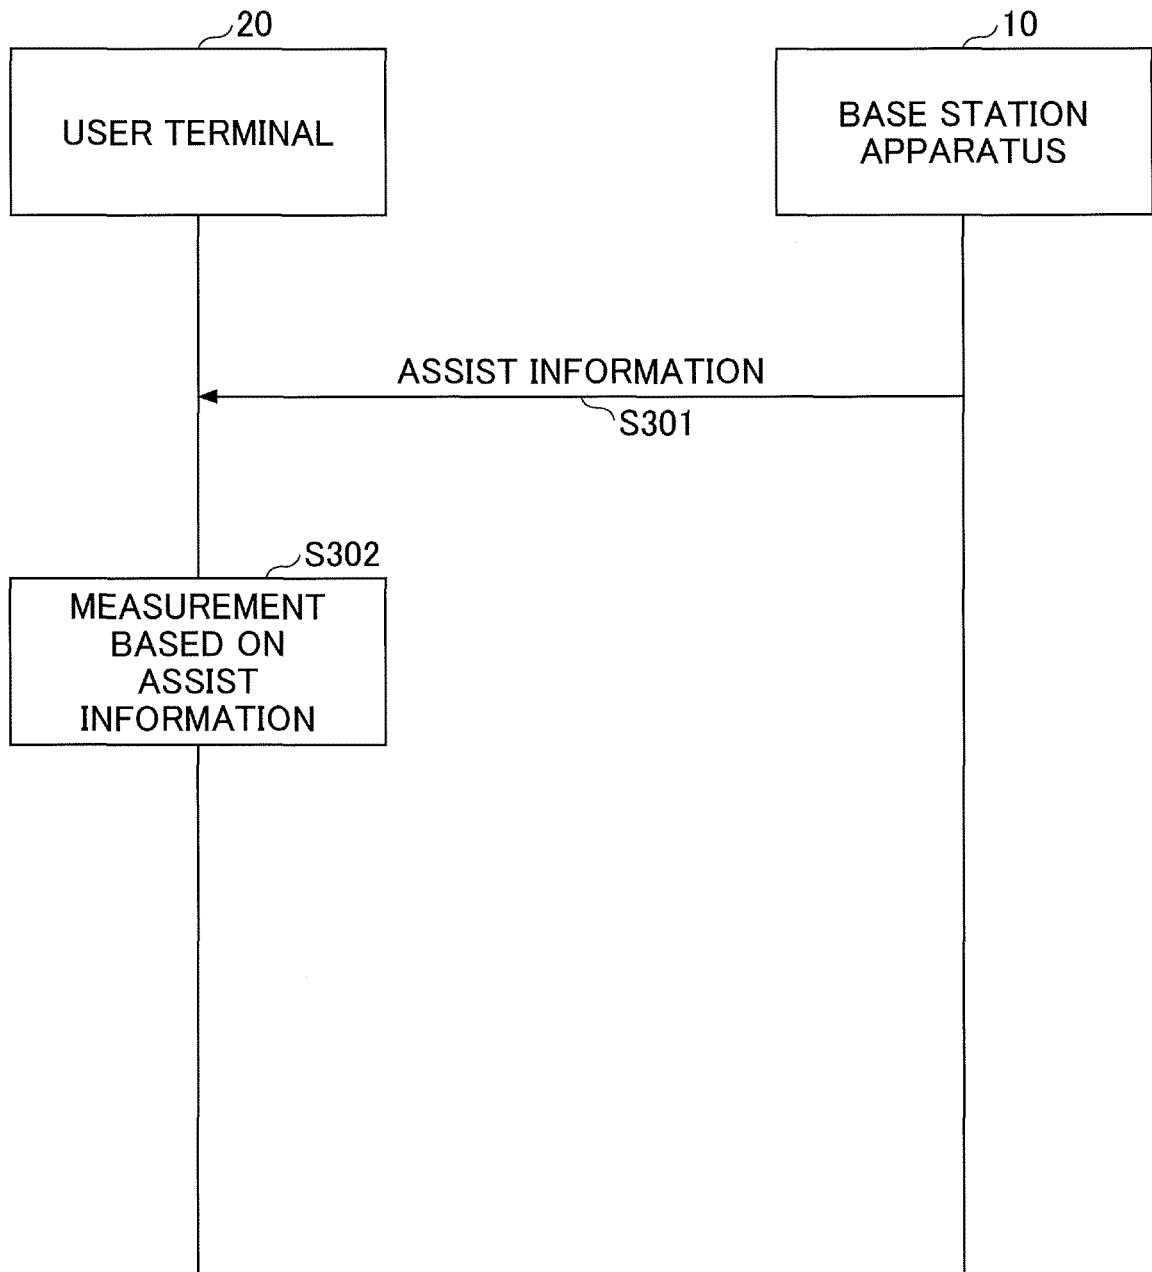 20
10
USER TERMINAL
BASE STATION
APPARATUS
ASSIST INFORMATION
S301
S302
MEASUREMENT
BASED ON
ASSIST
INFORMATION